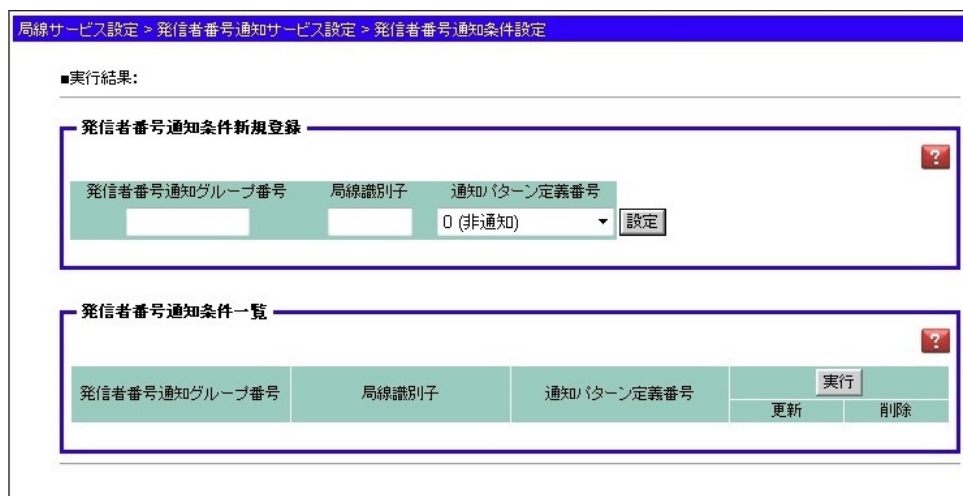 局線サービス設定 > 発信者番号通知サービス設定 > 発信者番号通知条件設定
■実行結果:
発信者番号通知条件新規登録
?
発信者番号通知グループ番号 局線識別子 通知パターン定義番号
0 (非通知) 設定
発信者番号通知条件一覧
?
発信者番号通知グループ番号 局線識別子 通知パターン定義番号 実行
更新 削除